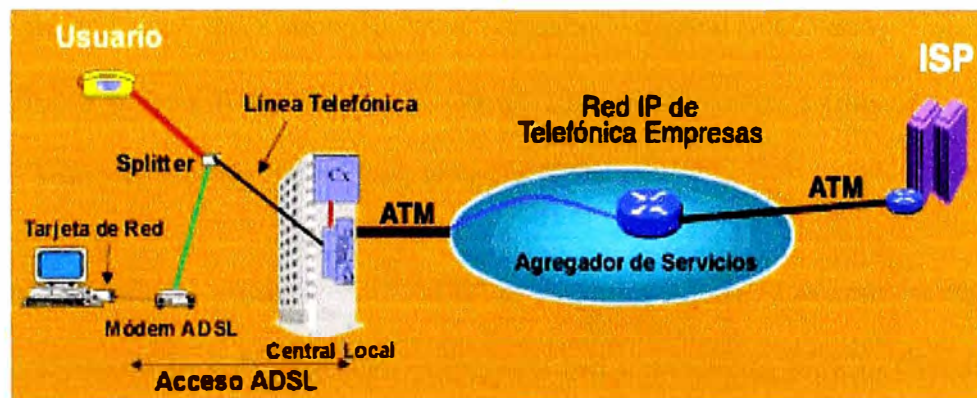 Usuario
ISP
Línea Telefónica
Red IP de
Telefónica Empresas
Splitter
Cx
ATM
ATM
Tarjeta de Red
Agregador de Servicios
Módem ADSL
Central Local
Acceso ADSL